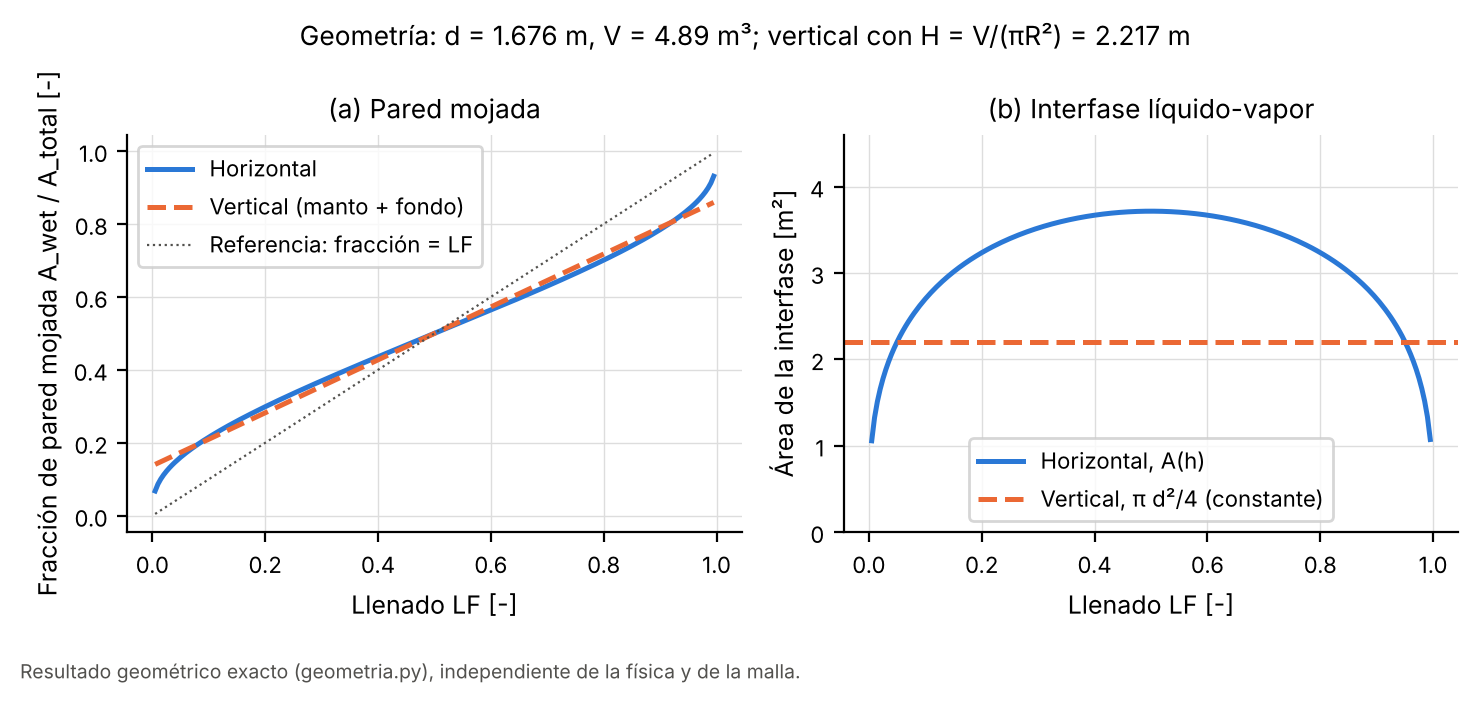 Geometría: d = 1.676 m, V = 4.89 m³; vertical con H = V/(πR²) = 2.217 m
(a) Pared mojada
Fracción de pared mojada A_wet / A_total [-]
1.0
0.8
0.6
0.4
0.2
0.0
Horizontal
Vertical (manto + fondo)
Referencia: fracción = LF
0.0 0.2 0.4 0.6 0.8 1.0
Llenado LF [-]
(b) Interfase líquido-vapor
Área de la interfase [m²]
4
3
2
1
0
Horizontal, A(h)
Vertical, π d²/4 (constante)
0.0 0.2 0.4 0.6 0.8 1.0
Llenado LF [-]
Resultado geométrico exacto (geometria.py), independiente de la física y de la malla.